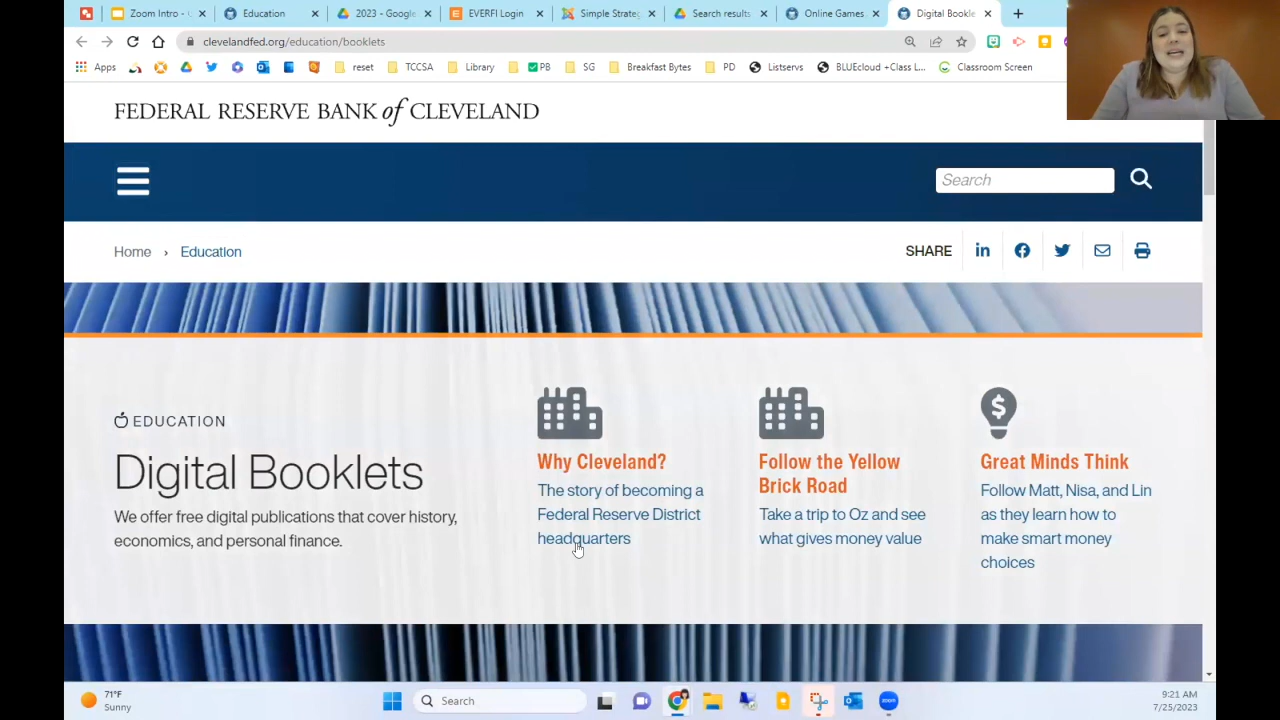 Zoom Intro - C
Education
2023 - Google
EVERFI Login
Simple Strateg
Search results
Online Games
Digital Bookle
clevelandfed.org/education/booklets
Apps
reset
TCCSA
Library
PB
SG
Breakfast Bytes
PD
Listservs
BLUEcloud +Class L...
Classroom Screen
FEDERAL RESERVE BANK of CLEVELAND
Search
Home › Education
SHARE
EDUCATION
Digital Booklets
We offer free digital publications that cover history,
economics, and personal finance.
Why Cleveland?
The story of becoming a
Federal Reserve District
headquarters
Follow the Yellow
Brick Road
Take a trip to Oz and see
what gives money value
Great Minds Think
Follow Matt, Nisa, and Lin
as they learn how to
make smart money
choices
71°F
Sunny
Search
9:21 AM
7/25/2023